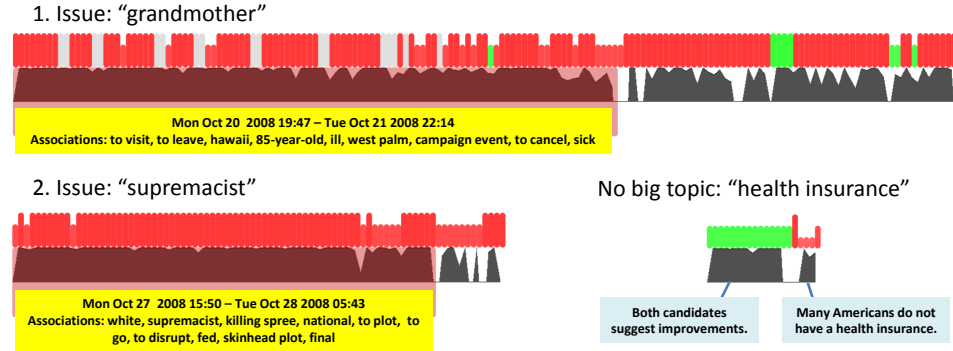 1. Issue: “grandmother”
Mon Oct 20  2008 19:47 – Tue Oct 21 2008 22:14
Associations: to visit, to leave, hawaii, 85-year-old, ill, west palm, campaign event, to cancel, sick
2. Issue: “supremacist”
Mon Oct 27  2008 15:50 – Tue Oct 28 2008 05:43
Associations: white, supremacist, killing spree, national, to plot,  to
go, to disrupt, fed, skinhead plot, final
No big topic: “health insurance”
Both candidates
suggest improvements.
Many Americans do not
have a health insurance.